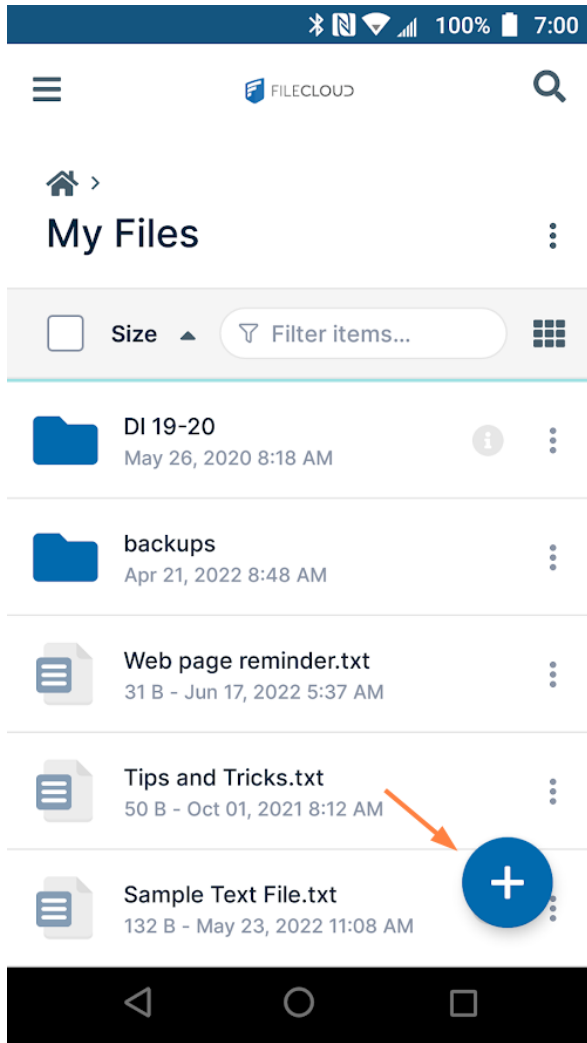 100% 7:00
FILECLOUD
My Files
Size Filter items...
DI 19-20
May 26, 2020 8:18 AM
backups
Apr 21, 2022 8:48 AM
Web page reminder.txt
31 B - Jun 17, 2022 5:37 AM
Tips and Tricks.txt
50 B - Oct 01, 2021 8:12 AM
Sample Text File.txt
132 B - May 23, 2022 11:08 AM